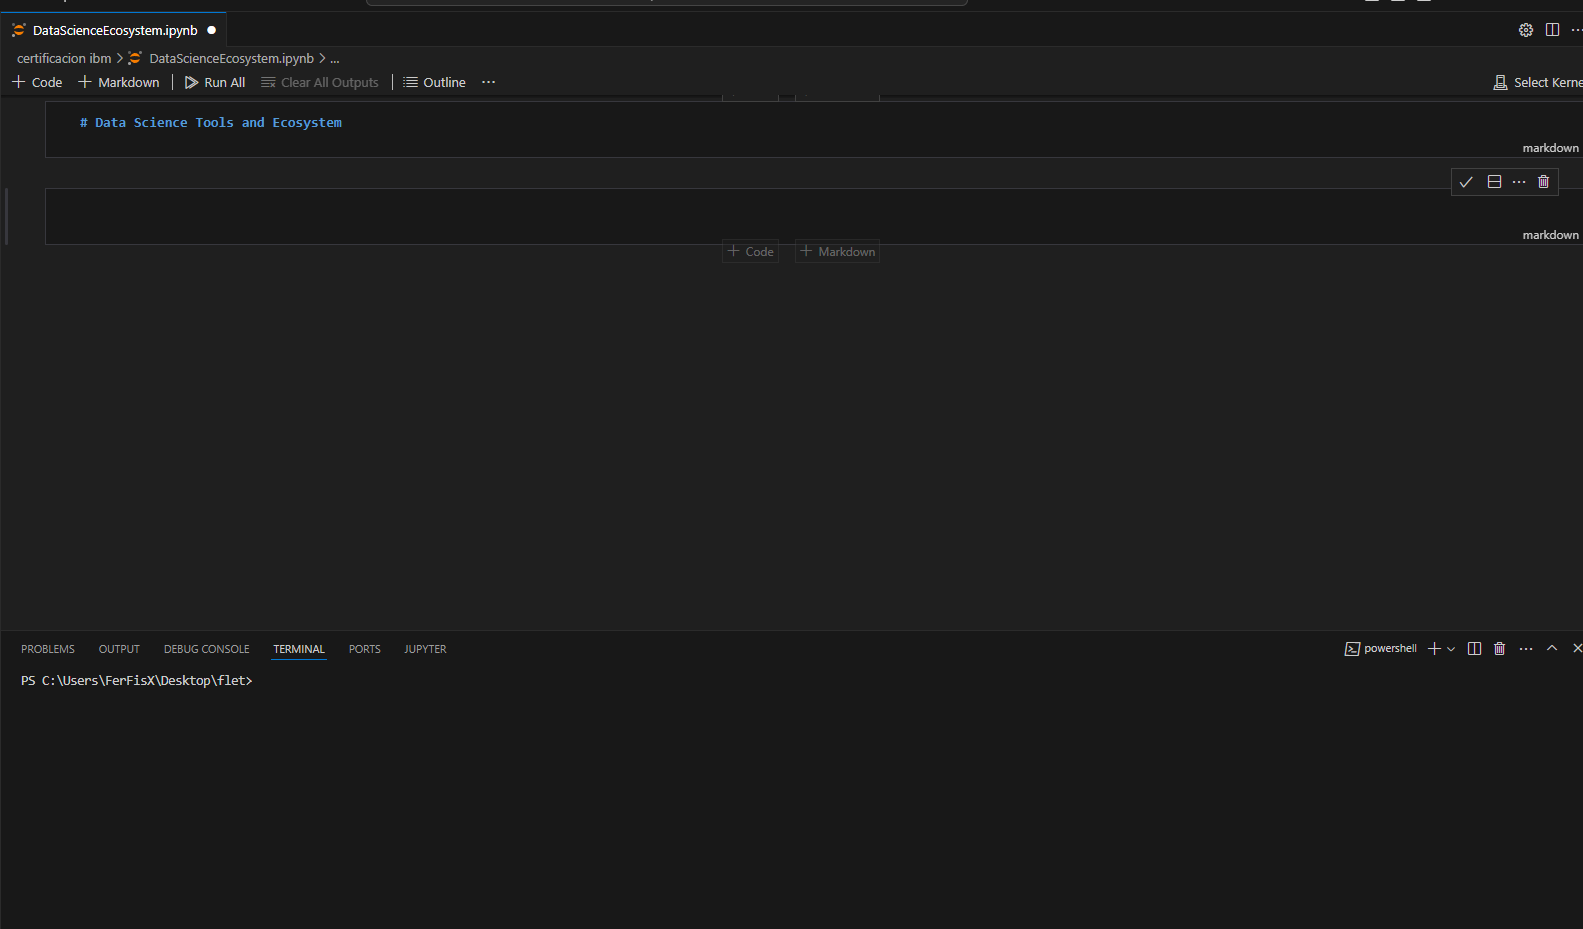 DataScienceEcosystem.ipynb
certificacion ibm > DataScienceEcosystem.ipynb > ...
Code Markdown Run All Clear All Outputs Outline ... Select Kerne
# Data Science Tools and Ecosystem
markdown
markdown
Code Markdown
PROBLEMS OUTPUT DEBUG CONSOLE TERMINAL PORTS JUPYTER powershell
PS C:\Users\FerFisX\Desktop\flet>